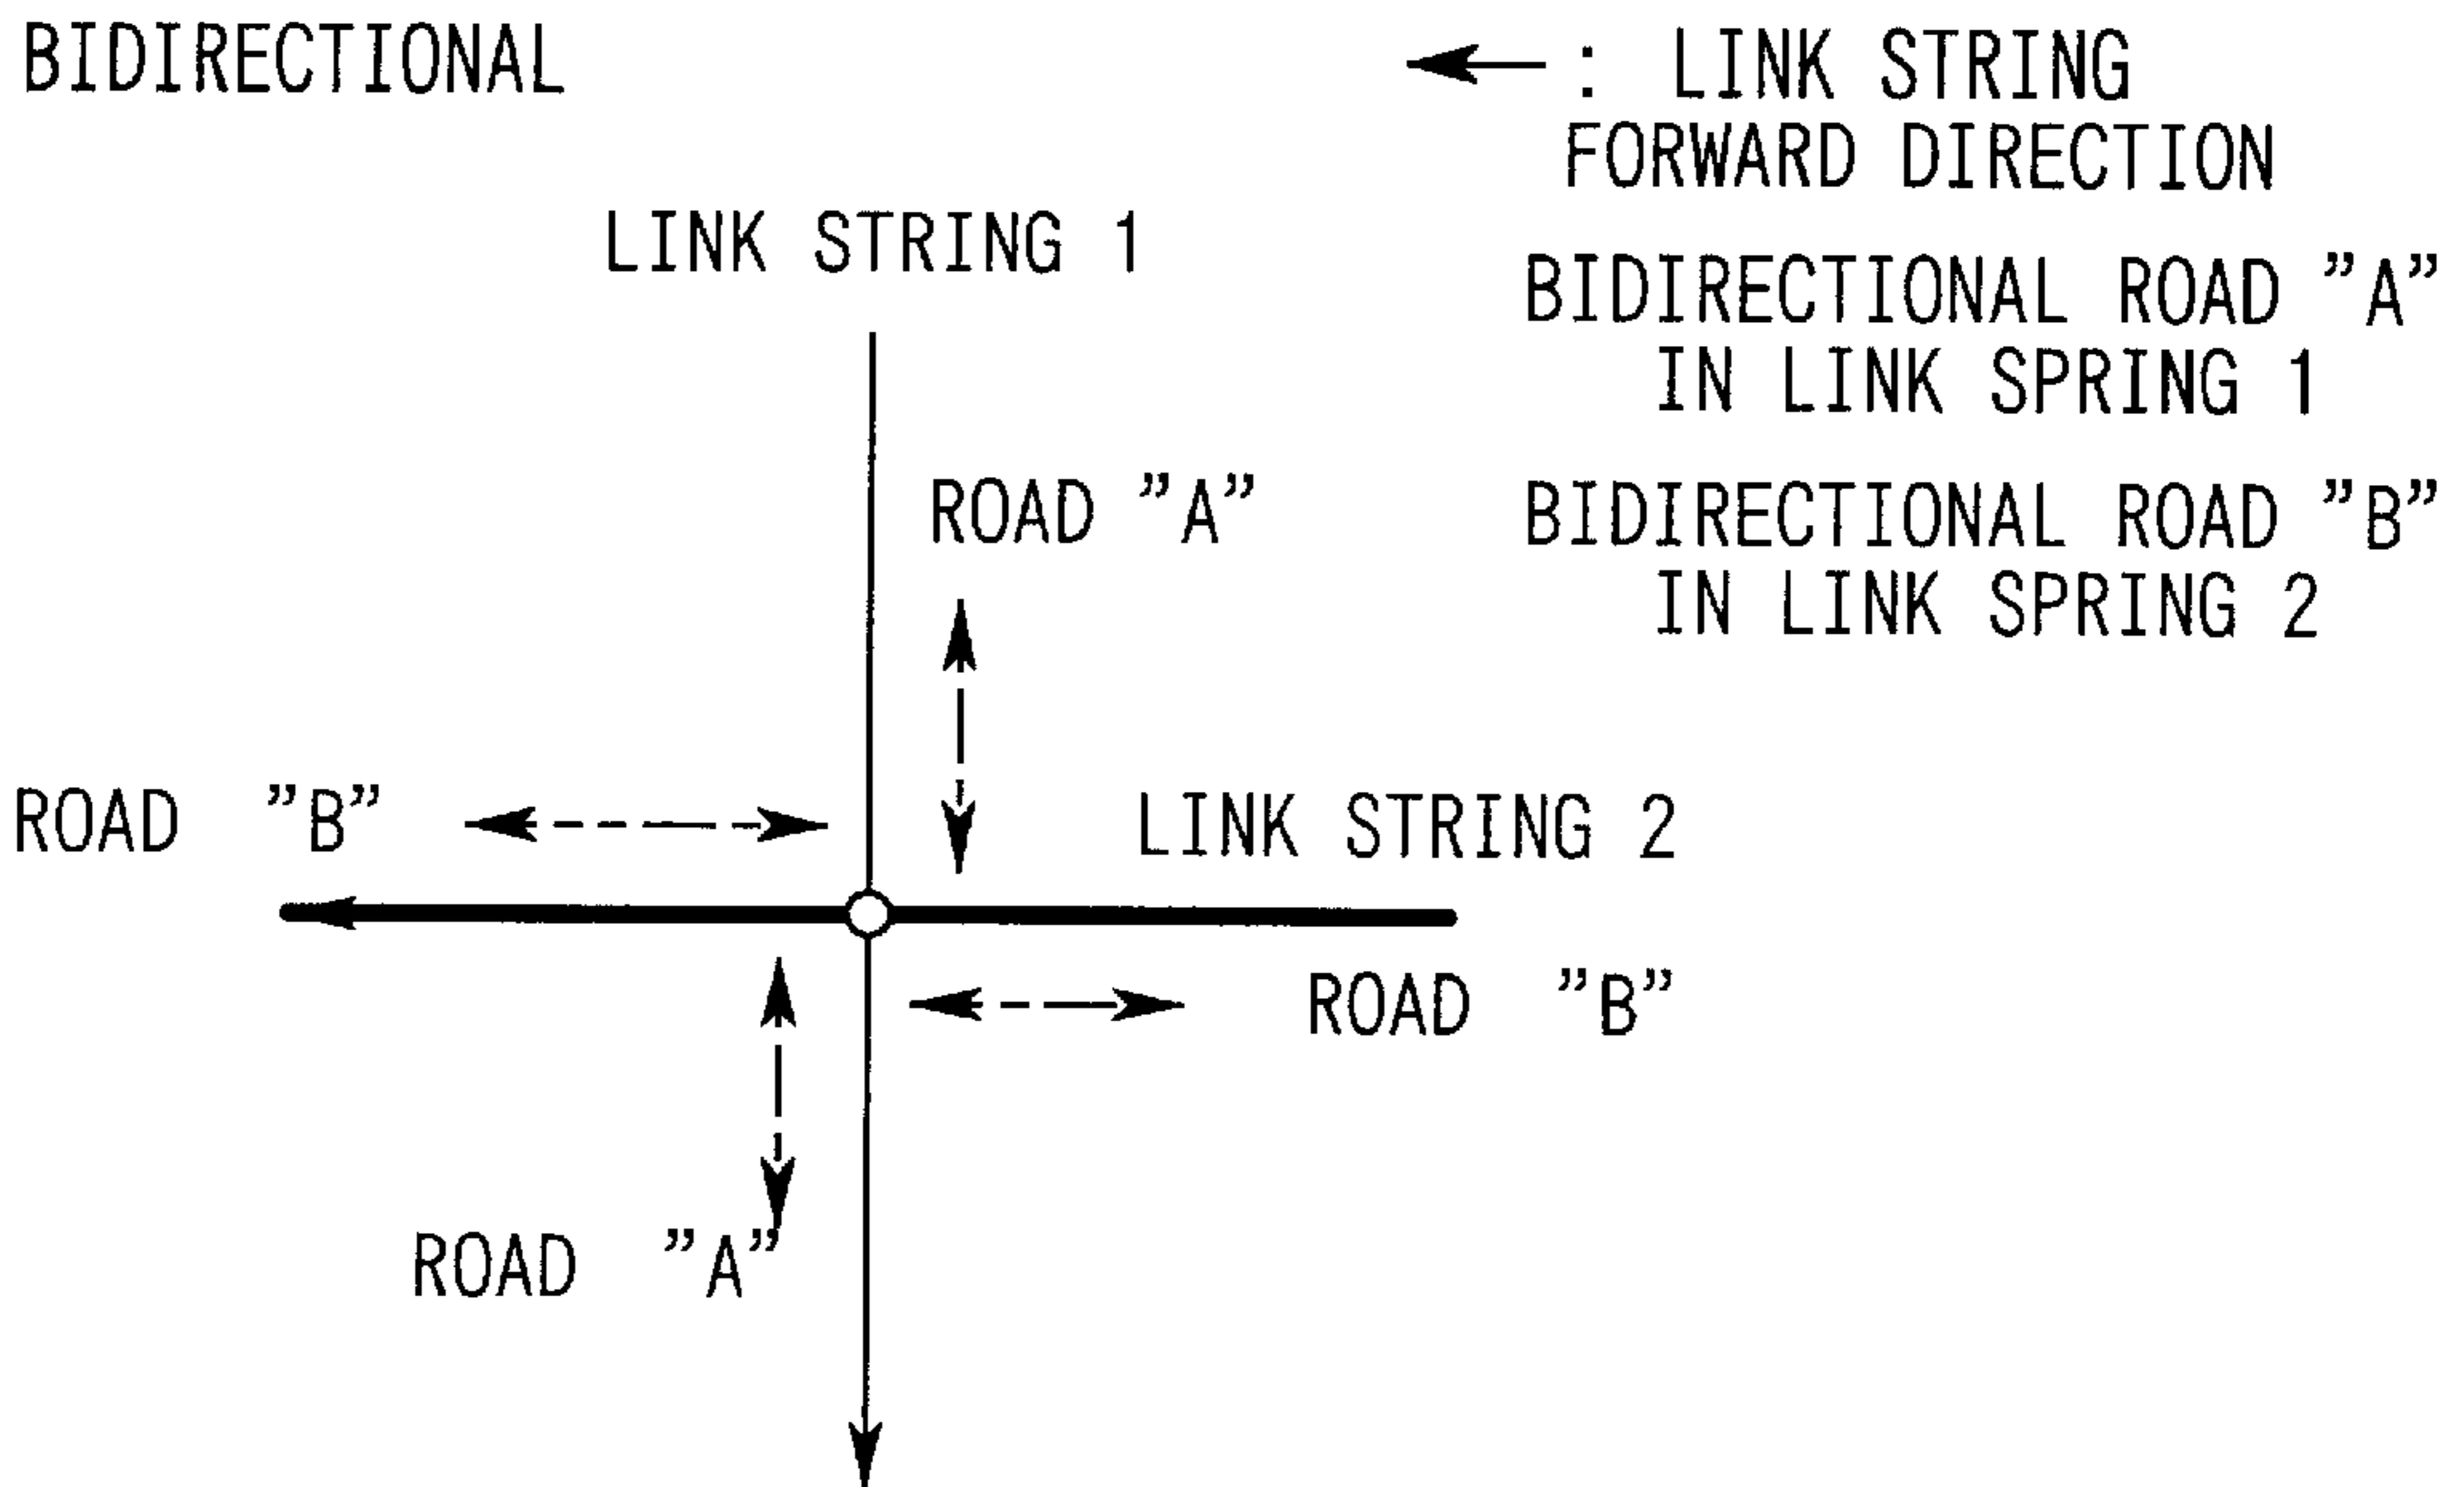 BIDIRECTIONAL
: LINK STRING
FORWARD DIRECTION
LINK STRING 1
BIDIRECTIONAL ROAD ”A”
IN LINK SPRING 1
ROAD ”A”
BIDIRECTIONAL ROAD ”B”
IN LINK SPRING 2
ROAD ”B”
LINK STRING 2
ROAD ”B”
ROAD ”A”